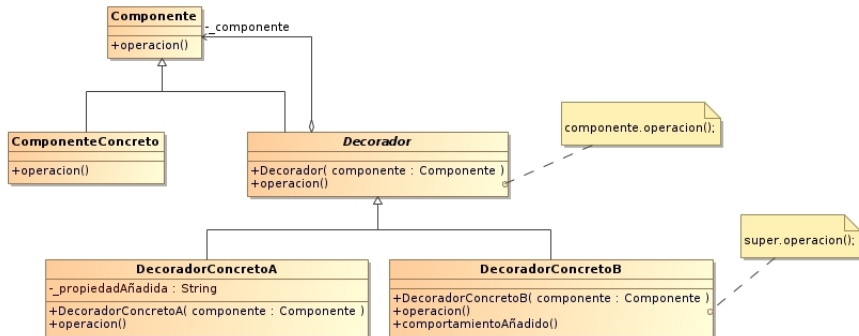 Componente
+operacion()
-_componente
ComponenteConcreto
+operacion()
Decorador
+Decorador( componente : Componente )
+operacion()
componente.operacion();
DecoradorConcretoA
-_propiedadAñadida : String
+DecoradorConcretoA( componente : Componente )
+operacion()
DecoradorConcretoB
+DecoradorConcretoB( componente : Componente )
+operacion()
+comportamientoAñadido()
super.operacion();